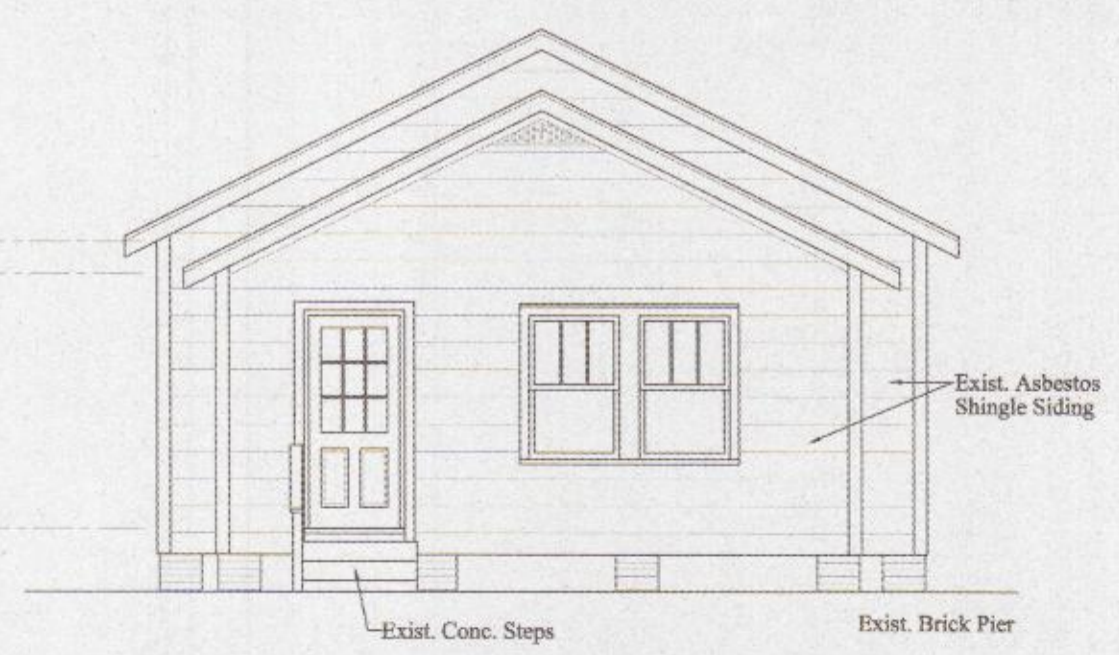 Exist. Asbestos
Shingle Siding
Exist. Conc. Steps
Exist. Brick Pier